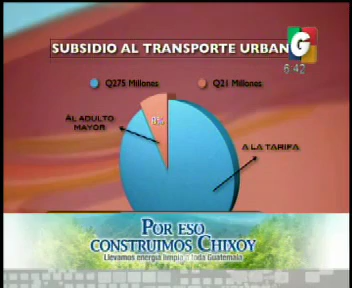 SUBSIDIO AL TRANSPORTE URBAN
G
6:42
Q275 Millones
Q21 Millones
AL ADULTO
MAYOR
8%
A LA TARIFA
POR ESO
CONSTRUIMOS CHIXOY
Llevamos energía limpia a toda Guatemala